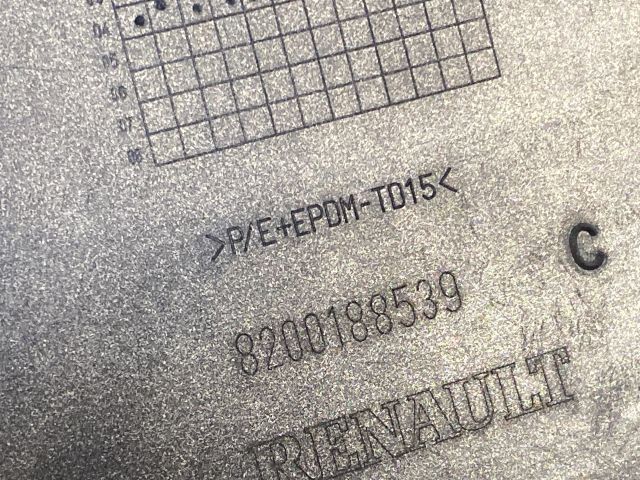 04
05
06
07
08
>P/E+EPDM-TD15<
C
8200188539
RENAULT